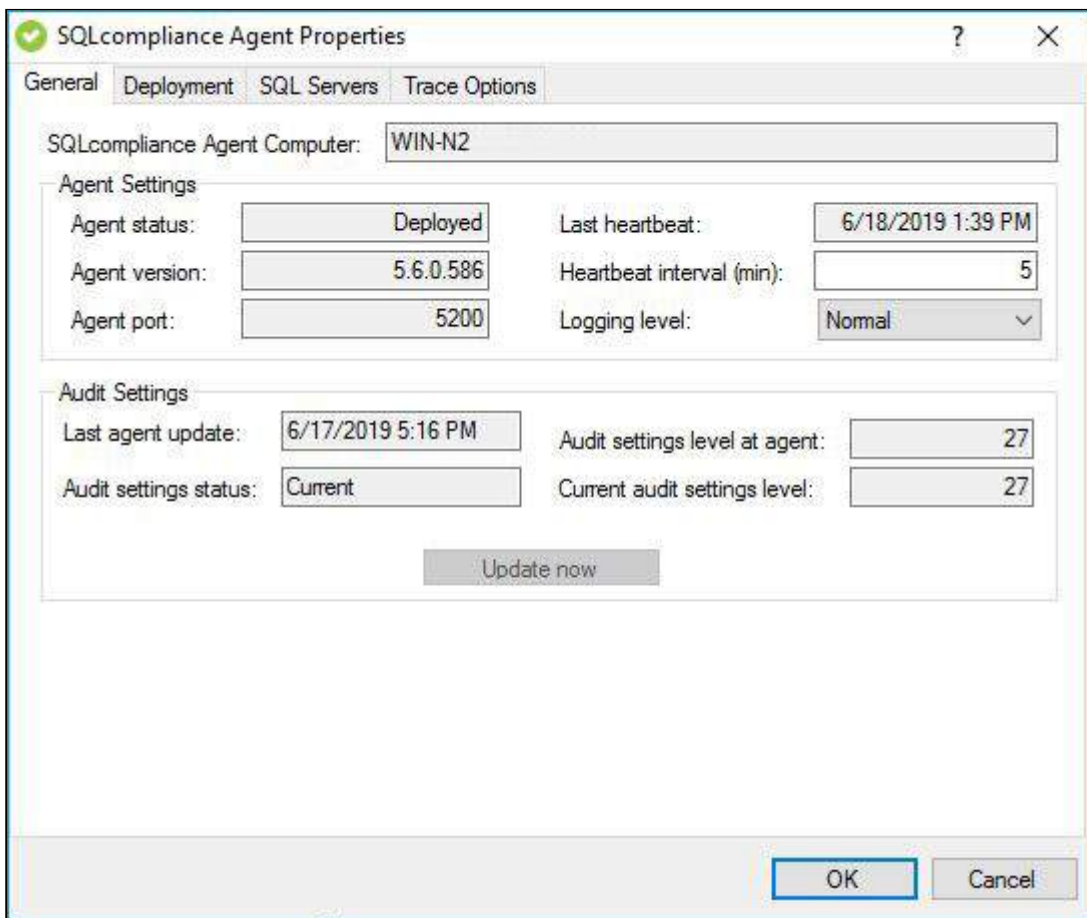 SQLcompliance Agent Properties
?
General Deployment SQL Servers Trace Options
SQLcompliance Agent Computer: WIN-N2
Agent Settings
Agent status: Deployed Last heartbeat: 6/18/2019 1:39 PM
Agent version: 5.6.0.586 Heartbeat interval (min): 5
Agent port: 5200 Logging level: Normal
Audit Settings
Last agent update: 6/17/2019 5:16 PM Audit settings level at agent: 27
Audit settings status: Current Current audit settings level: 27
Update now
OK Cancel